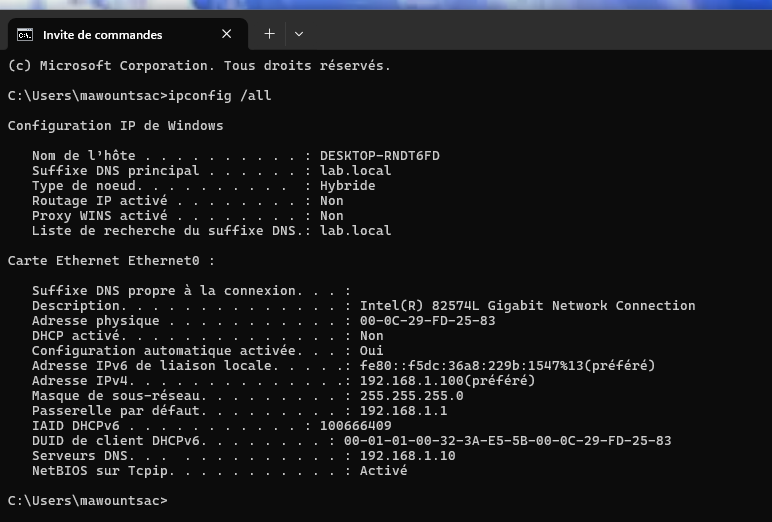 Invite de commandes
(c) Microsoft Corporation. Tous droits réservés.
C:\Users\mawountsac>ipconfig /all
Configuration IP de Windows
Nom de l'hôte . . . . . . . . . . : DESKTOP-RNDT6FD
Suffixe DNS principal . . . . . . : lab.local
Type de noeud. . . . . . . . . .  : Hybride
Routage IP activé . . . . . . . . : Non
Proxy WINS activé . . . . . . . . : Non
Liste de recherche du suffixe DNS.: lab.local
Carte Ethernet Ethernet0 :
Suffixe DNS propre à la connexion. . . :
Description. . . . . . . . . . . . . . : Intel(R) 82574L Gigabit Network Connection
Adresse physique . . . . . . . . . . . : 00-0C-29-FD-25-83
DHCP activé. . . . . . . . . . . . . . : Non
Configuration automatique activée. . . : Oui
Adresse IPv6 de liaison locale. . . . .: fe80::f5dc:36a8:229b:1547%13(préféré)
Adresse IPv4. . . . . . . . . . . . . .: 192.168.1.100(préféré)
Masque de sous-réseau. . . . . . . . . : 255.255.255.0
Passerelle par défaut. . . . . . . . . : 192.168.1.1
IAID DHCPv6 . . . . . . . . . . . : 100666409
DUID de client DHCPv6. . . . . . . . : 00-01-01-00-32-3A-E5-5B-00-0C-29-FD-25-83
Serveurs DNS. . .  . . . . . . . . . . : 192.168.1.10
NetBIOS sur Tcpip. . . . . . . . . . . : Activé
C:\Users\mawountsac>